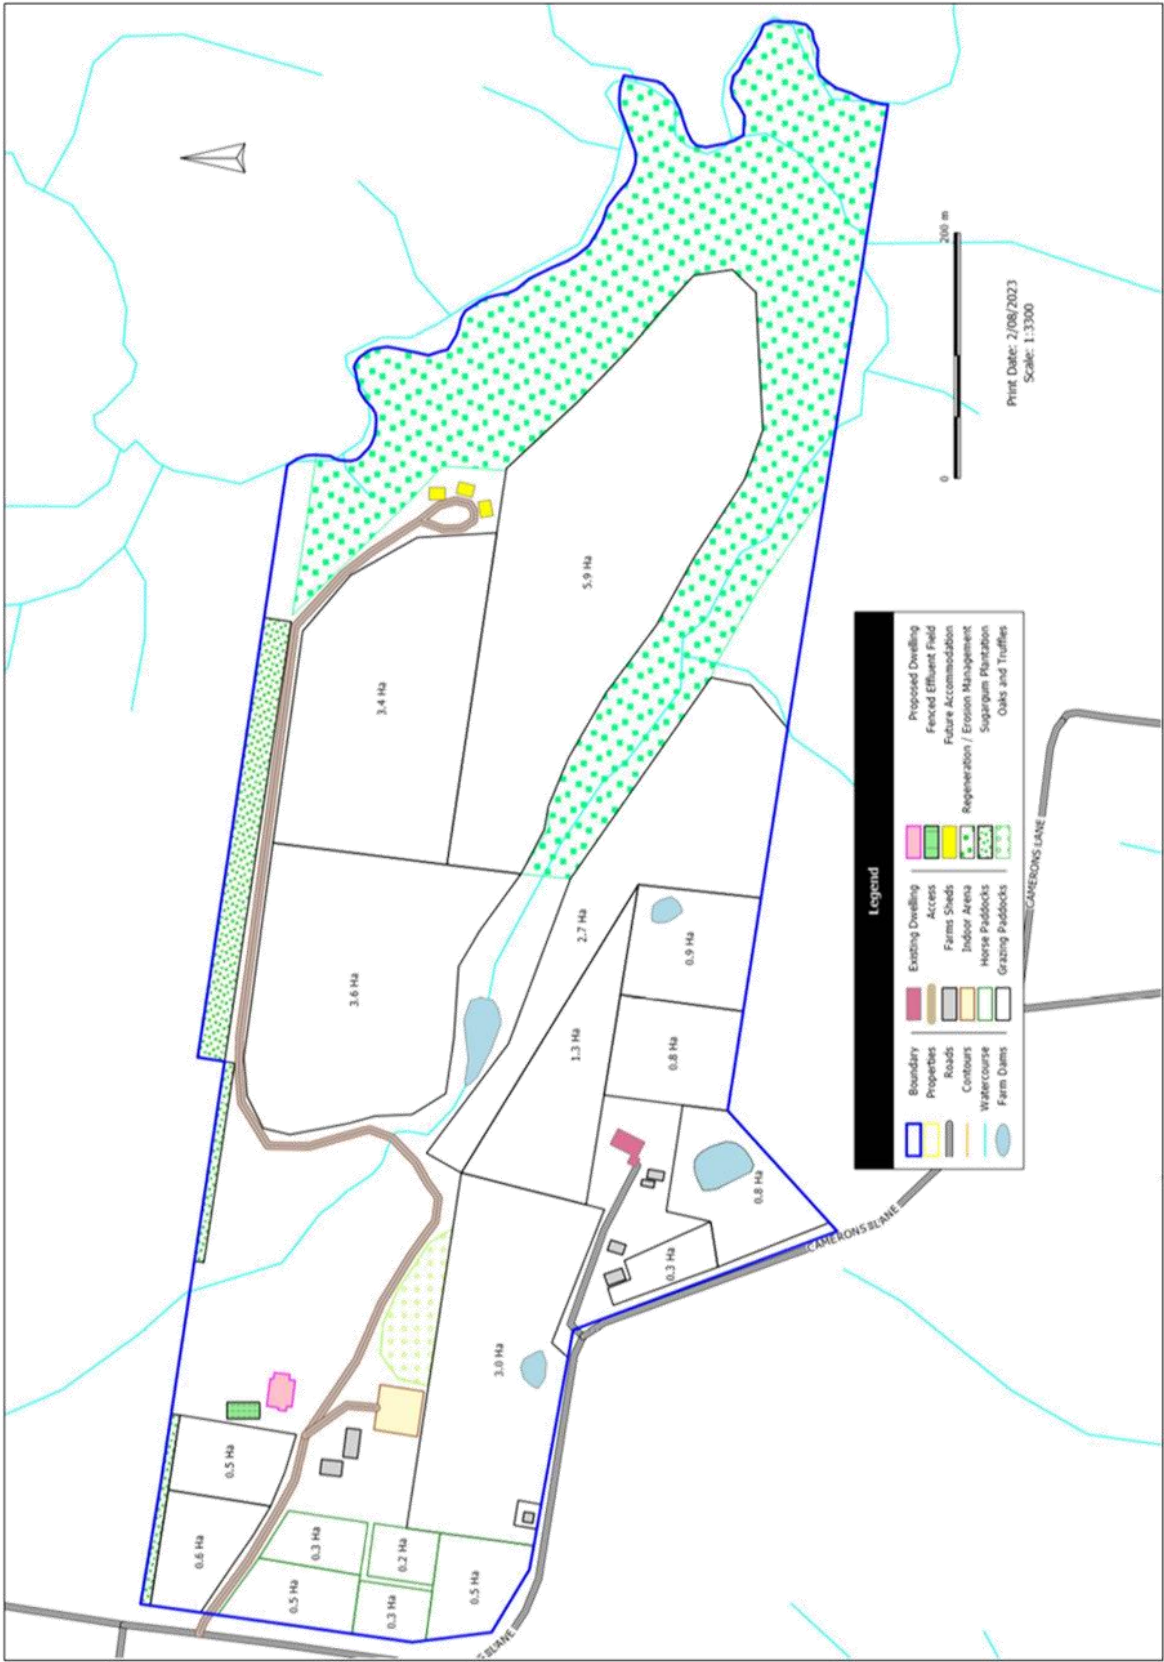 0.6 Ha
0.5 Ha
0.5 Ha
0.3 Ha
0.3 Ha
0.2 Ha
0.5 Ha
3.0 Ha
3.6 Ha
3.4 Ha
5.9 Ha
2.7 Ha
1.3 Ha
0.8 Ha
0.9 Ha
0.3 Ha
0.8 Ha
CAMERONS LANE
CAMERONS LANE
LANE
0
200 m
Print Date: 2/08/2023
Scale: 1:3300
Legend
Boundary
Properties
Roads
Contours
Watercourse
Farm Dams
Existing Dwelling
Access
Farms Sheds
Indoor Arena
Horse Paddocks
Grazing Paddocks
Proposed Dwelling
Fenced Effluent Field
Future Accommodation
Regeneration / Erosion Management
Sugargum Plantation
Oaks and Truffles